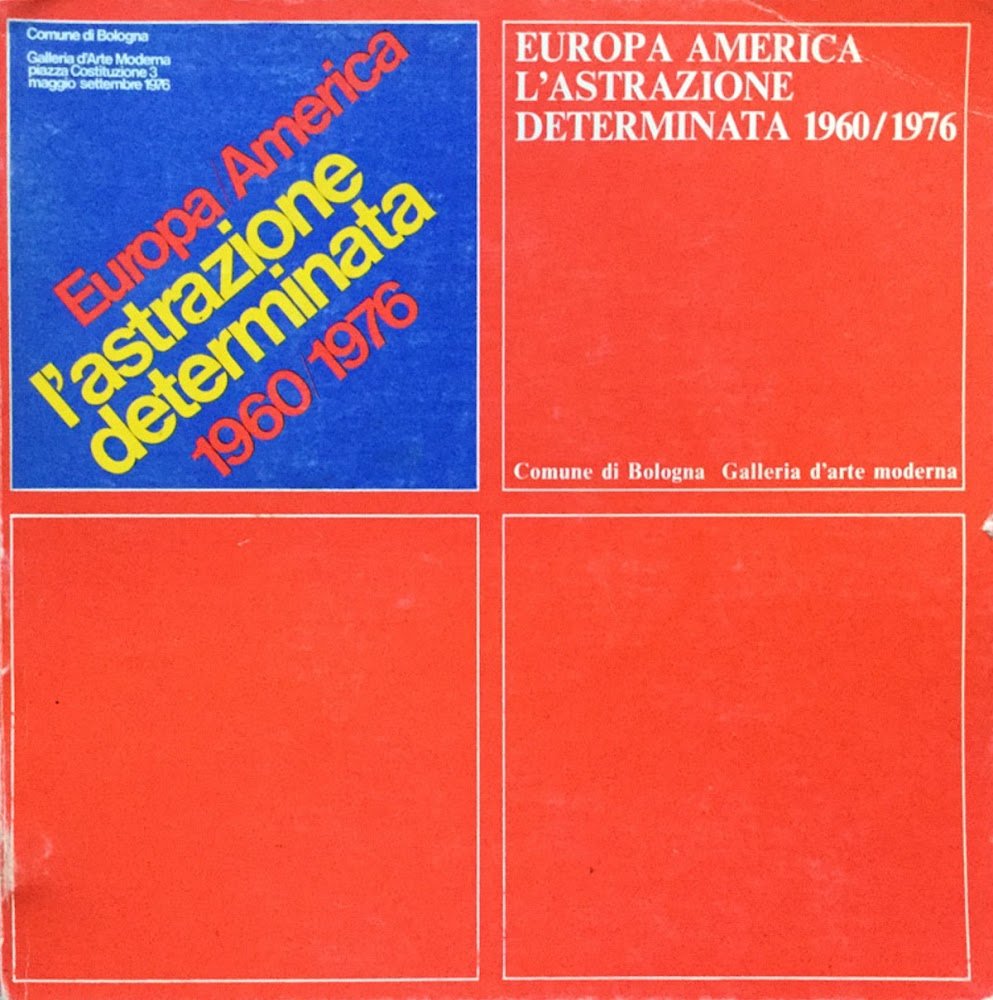 Comune di Bologna
Galleria d'Arte Moderna
piazza Costituzione 3
maggio settembre 1976
Europa/America
l'astrazione
determinata
1960/1976
EUROPA AMERICA
L'ASTRAZIONE
DETERMINATA 1960/1976
Comune di Bologna Galleria d'arte moderna